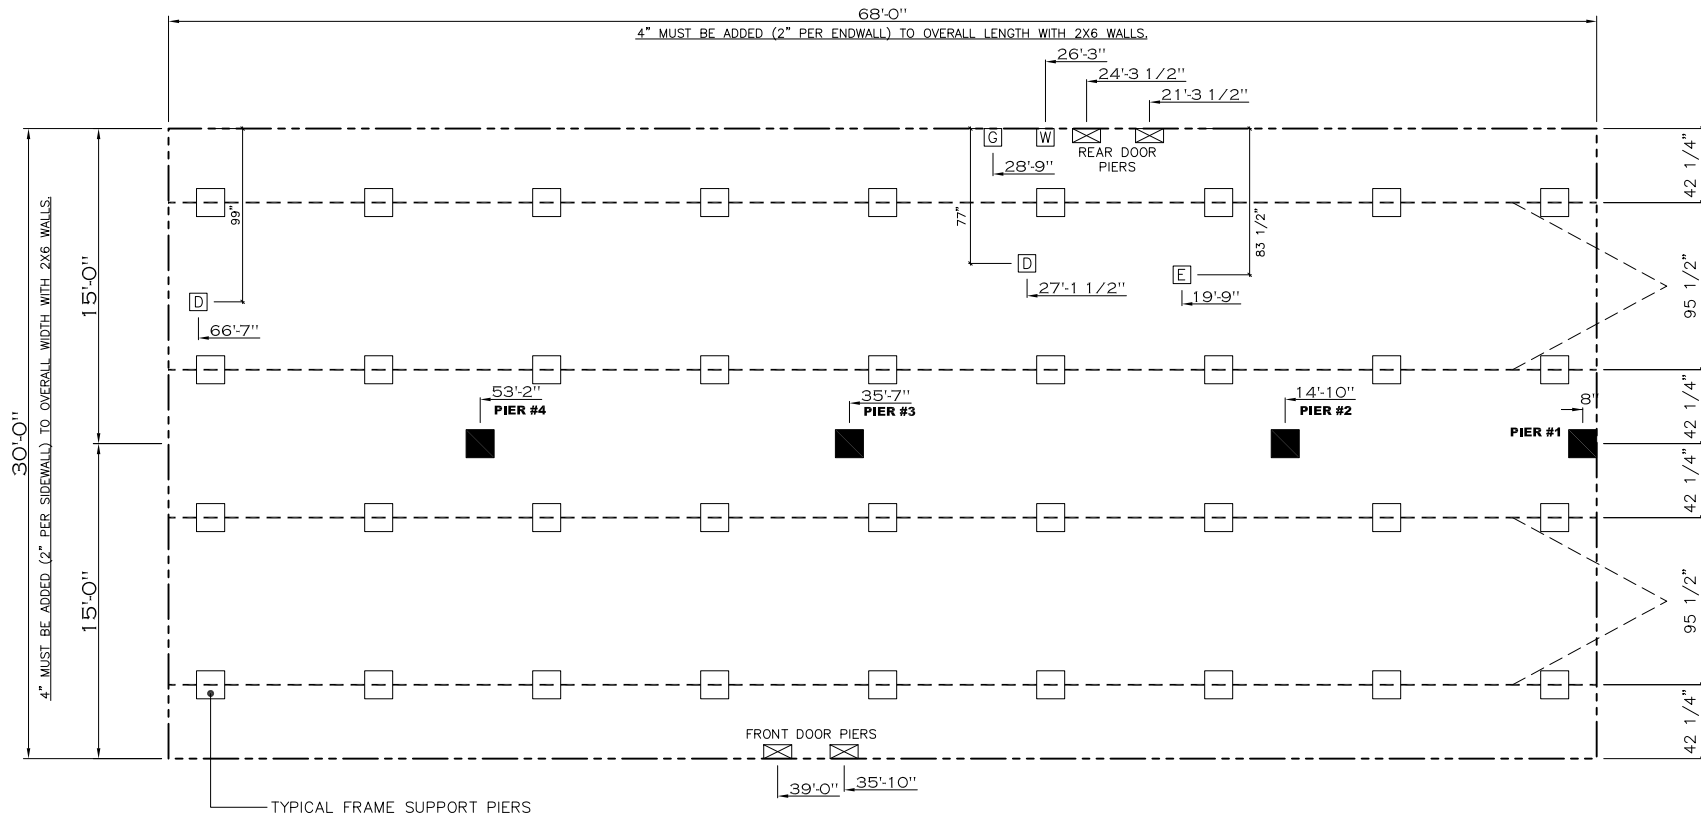 68'-0"
4" MUST BE ADDED (2" PER ENDWALL) TO OVERALL LENGTH WITH 2X6 WALLS.
26'-3"
24'-3 1/2"
21'-3 1/2"
G
W
REAR DOOR
PIERS
28'-9"
42 1/4"
99"
77"
83 1/2"
D
E
27'-1 1/2"
19'-9"
95 1/2"
D
66'-7"
15'-0"
30'-0"
4" MUST BE ADDED (2" PER SIDEWALL) TO OVERALL WIDTH WITH 2X6 WALLS.
53'-2"
PIER #4
35'-7"
PIER #3
14'-10"
PIER #2
8"
PIER #1
42 1/4"
42 1/4"
15'-0"
95 1/2"
42 1/4"
FRONT DOOR PIERS
39'-0"
35'-10"
TYPICAL FRAME SUPPORT PIERS